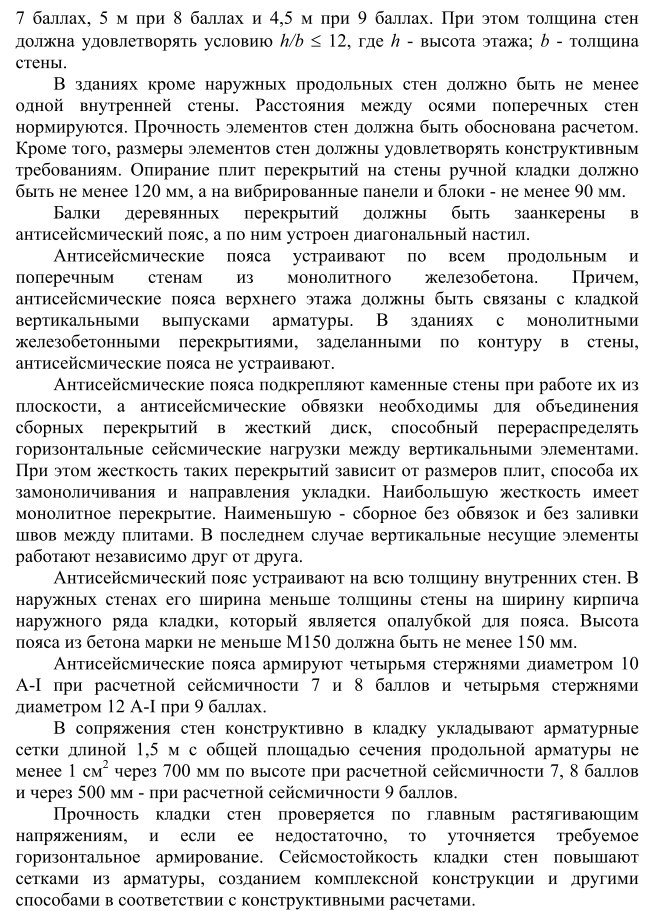 7 баллах, 5 м при 8 баллах и 4,5 м при 9 баллах. При этом толщина стен
должна удовлетворять условию h/b ≤ 12, где h - высота этажа; b - толщина
стены.
В зданиях кроме наружных продольных стен должно быть не менее
одной внутренней стены. Расстояния между осями поперечных стен
нормируются. Прочность элементов стен должна быть обоснована расчетом.
Кроме того, размеры элементов стен должны удовлетворять конструктивным
требованиям. Опирание плит перекрытий на стены ручной кладки должно
быть не менее 120 мм, а на вибрированные панели и блоки - не менее 90 мм.
Балки деревянных перекрытий должны быть заанкерены в
антисейсмический пояс, а по ним устроен диагональный настил.
Антисейсмические пояса устраивают по всем продольным и
поперечным стенам из монолитного железобетона. Причем,
антисейсмические пояса верхнего этажа должны быть связаны с кладкой
вертикальными выпусками арматуры. В зданиях с монолитными
железобетонными перекрытиями, заделанными по контуру в стены,
антисейсмические пояса не устраивают.
Антисейсмические пояса подкрепляют каменные стены при работе их из
плоскости, а антисейсмические обвязки необходимы для объединения
сборных перекрытий в жесткий диск, способный перераспределять
горизонтальные сейсмические нагрузки между вертикальными элементами.
При этом жесткость таких перекрытий зависит от размеров плит, способа их
замоноличивания и направления укладки. Наибольшую жесткость имеет
монолитное перекрытие. Наименьшую - сборное без обвязок и без заливки
швов между плитами. В последнем случае вертикальные несущие элементы
работают независимо друг от друга.
Антисейсмический пояс устраивают на всю толщину внутренних стен. В
наружных стенах его ширина меньше толщины стены на ширину кирпича
наружного ряда кладки, который является опалубкой для пояса. Высота
пояса из бетона марки не меньше М150 должна быть не менее 150 мм.
Антисейсмические пояса армируют четырьмя стержнями диаметром 10
А-I при расчетной сейсмичности 7 и 8 баллов и четырьмя стержнями
диаметром 12 А-I при 9 баллах.
В сопряжения стен конструктивно в кладку укладывают арматурные
сетки длиной 1,5 м с общей площадью сечения продольной арматуры не
менее 1 см² через 700 мм по высоте при расчетной сейсмичности 7, 8 баллов
и через 500 мм - при расчетной сейсмичности 9 баллов.
Прочность кладки стен проверяется по главным растягивающим
напряжениям, и если ее недостаточно, то уточняется требуемое
горизонтальное армирование. Сейсмостойкость кладки стен повышают
сетками из арматуры, созданием комплексной конструкции и другими
способами в соответствии с конструктивными расчетами.